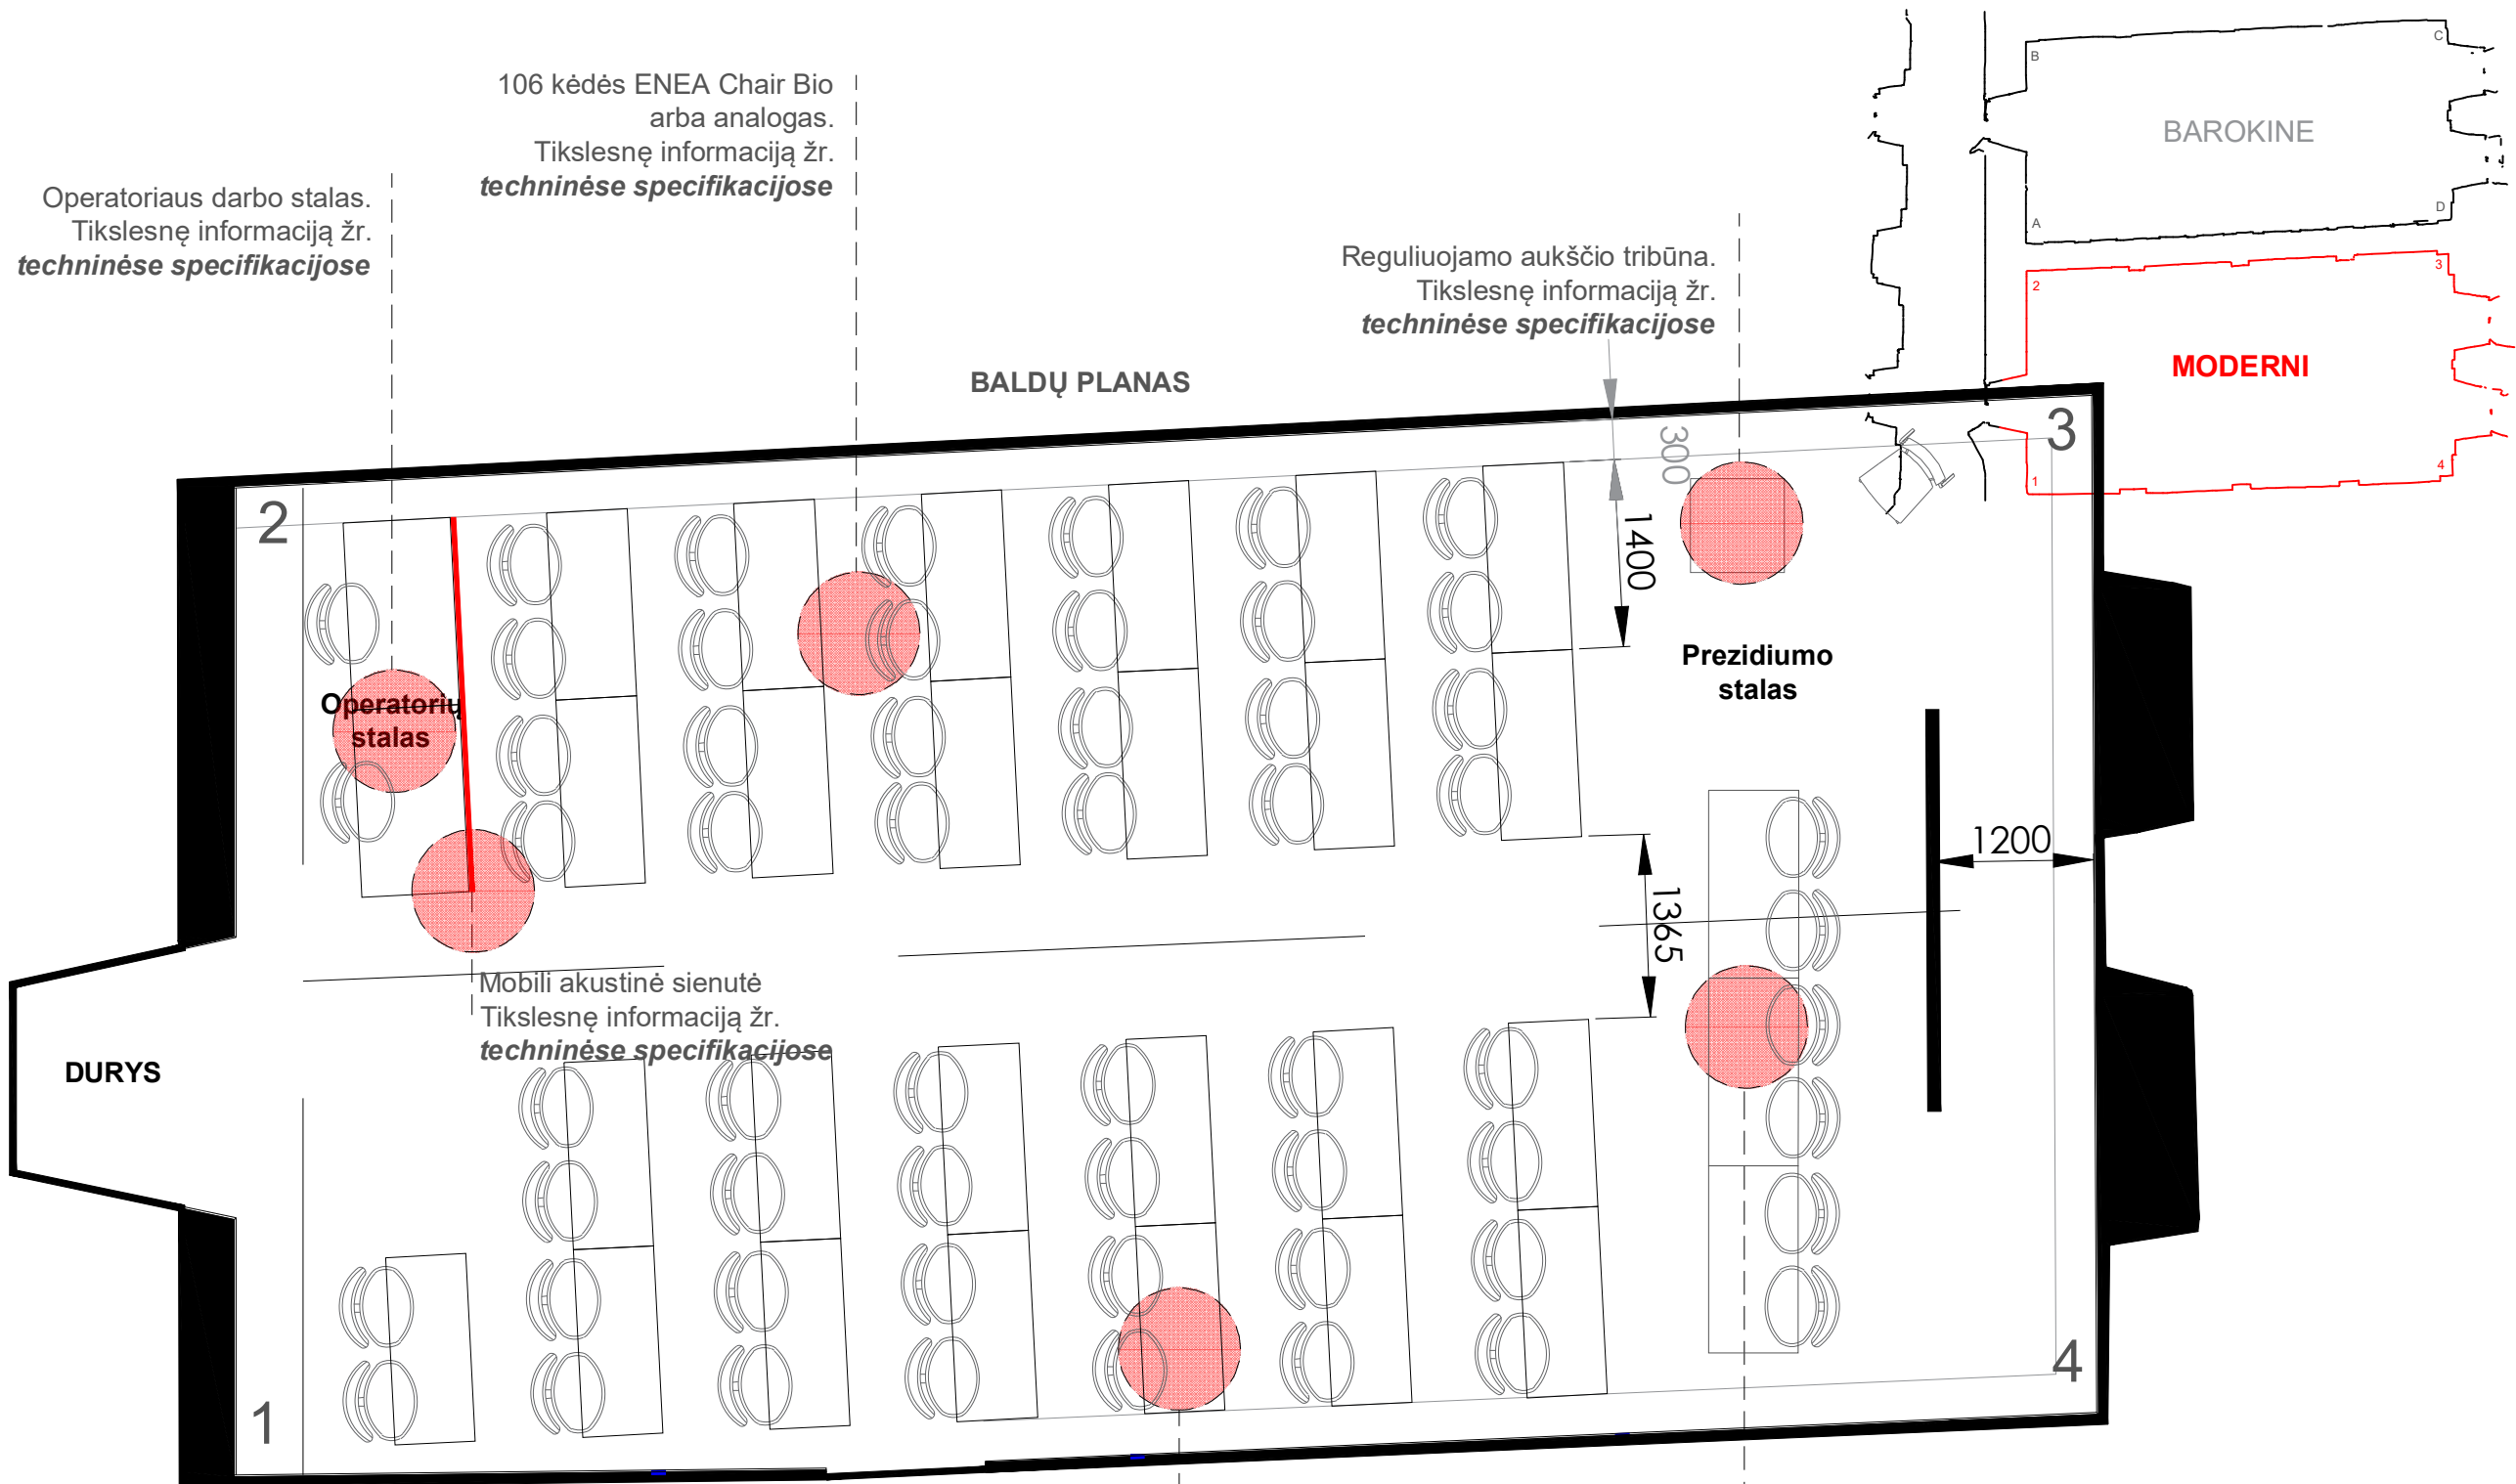 106 kėdės ENEA Chair Bio
arba analogas.
Tikslesnę informaciją žr.
techninėse specifikacijose
Operatoriaus darbo stalas.
Tikslesnę informaciją žr.
techninėse specifikacijose
Reguliuojamo aukščio tribūna.
Tikslesnę informaciją žr.
techninėse specifikacijose
BALDŲ PLANAS
B
C
BAROKINE
A
D
2
3
MODERNI
1
4
2
3
300
1400
Operatorių
stalas
Prezidiumo
stalas
1200
1365
Mobili akustinė sienutė
Tikslesnę informaciją žr.
techninėse specifikacijose
DURYS
1
4